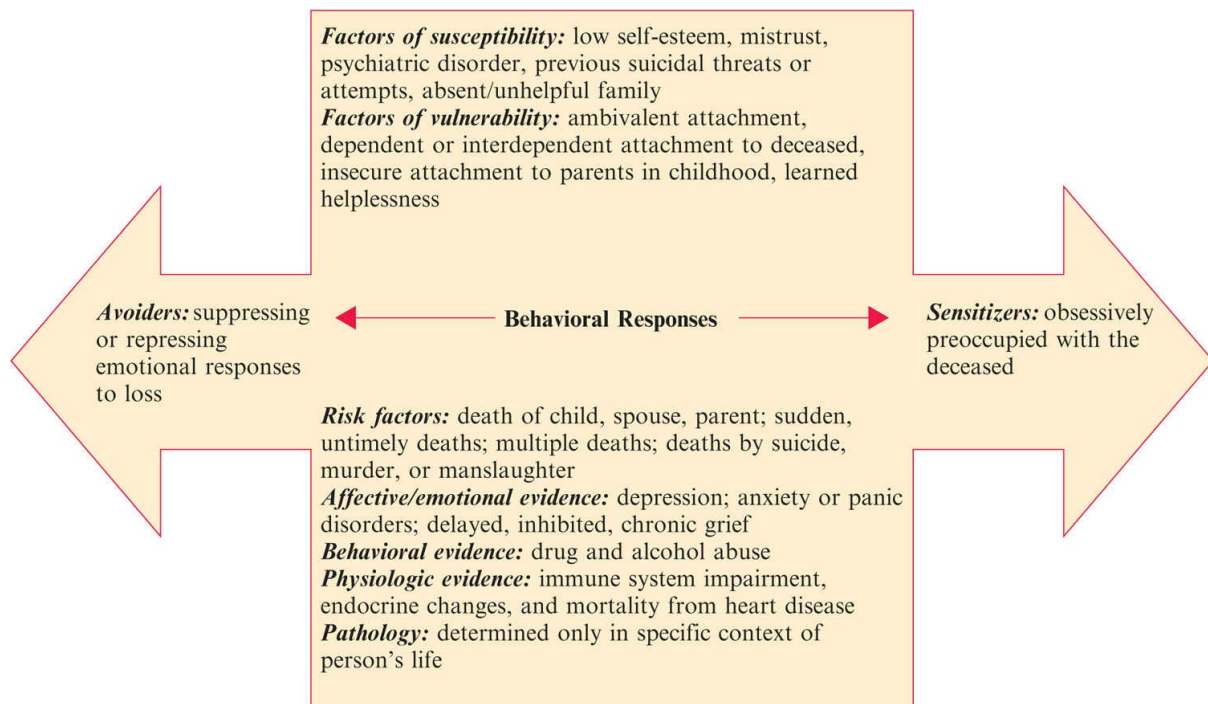 Factors of susceptibility: low self-esteem, mistrust,
psychiatric disorder, previous suicidal threats or
attempts, absent/unhelpful family
Factors of vulnerability: ambivalent attachment,
dependent or interdependent attachment to deceased,
insecure attachment to parents in childhood, learned
helplessness
Avoiders: suppressing
or repressing
emotional responses
to loss
Behavioral Responses
Sensitizers: obsessively
preoccupied with the
deceased
Risk factors: death of child, spouse, parent; sudden,
untimely deaths; multiple deaths; deaths by suicide,
murder, or manslaughter
Affective/emotional evidence: depression; anxiety or panic
disorders; delayed, inhibited, chronic grief
Behavioral evidence: drug and alcohol abuse
Physiologic evidence: immune system impairment,
endocrine changes, and mortality from heart disease
Pathology: determined only in specific context of
person's life